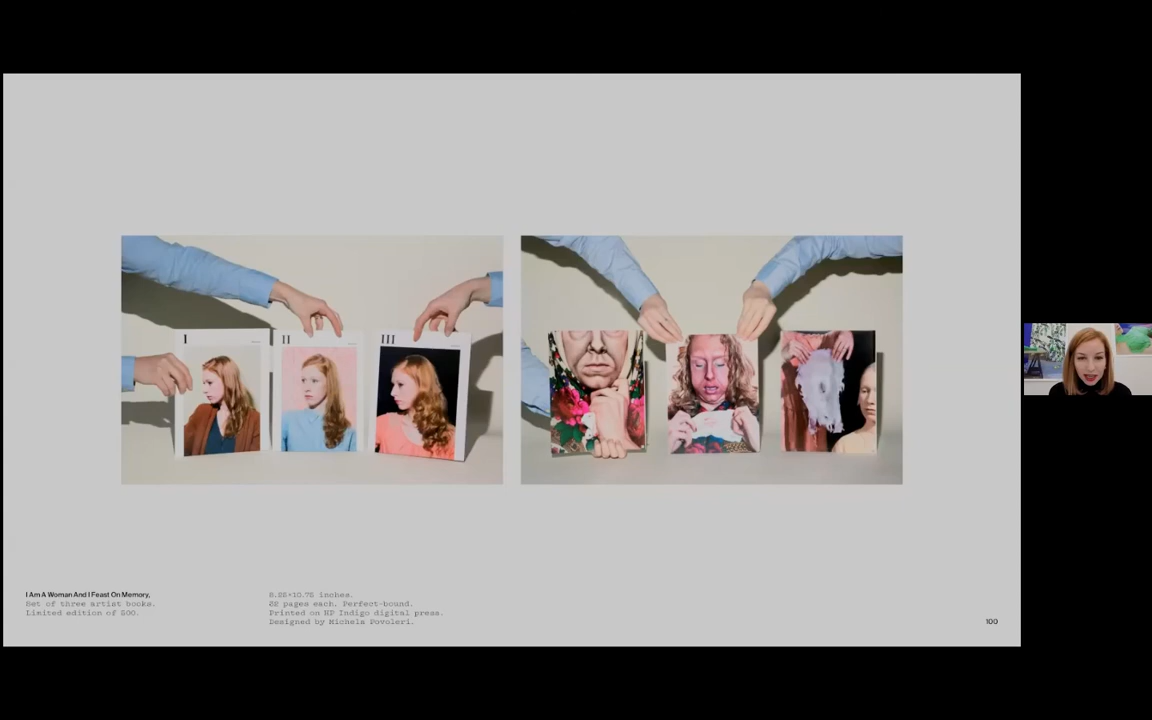 I
II
III
I Am A Woman And I Feast On Memory,
Set of three artist books.
Limited edition of 500.
8.25×10.75 inches.
32 pages each. Perfect-bound.
Printed on HP Indigo digital press.
Designed by Michela Povoleri.
100